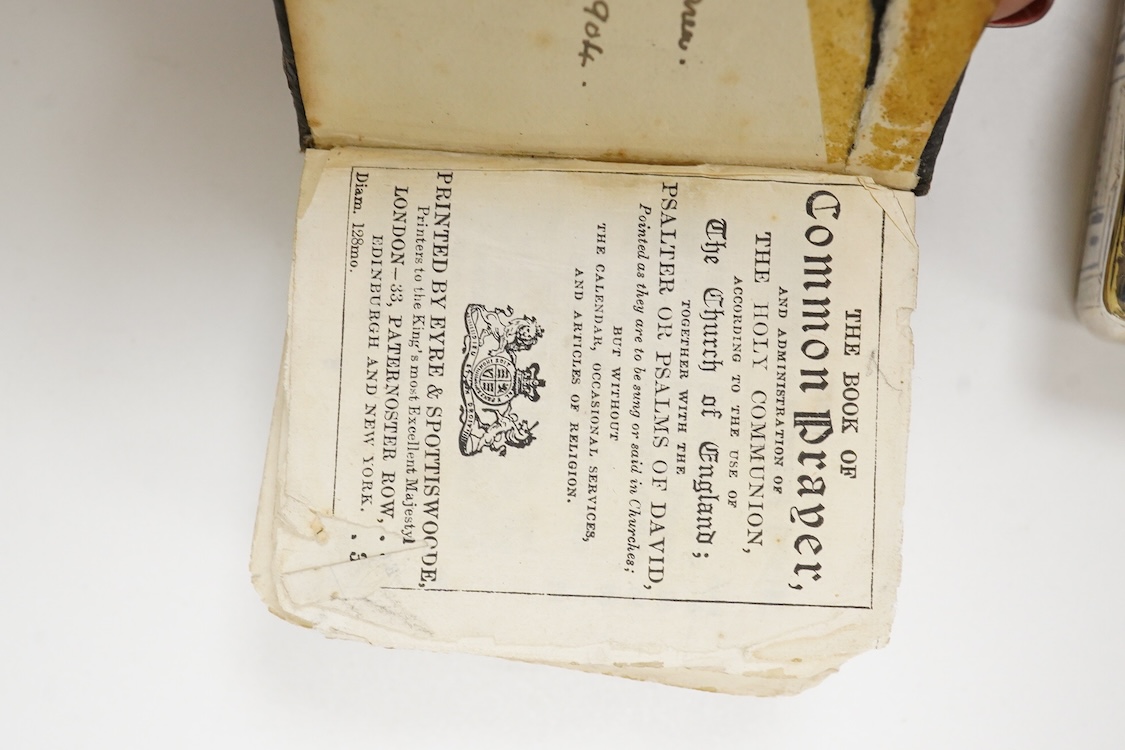 904.
THE BOOK OF
Common Prayer,
AND ADMINISTRATION OF
THE HOLY COMMUNION,
ACCORDING TO THE USE OF
The Church of England;
TOGETHER WITH THE
PSALTER OR PSALMS OF DAVID,
Pointed as they are to be sung or said in Churches;
BUT WITHOUT
THE CALENDAR, OCCASIONAL SERVICES,
AND ARTICLES OF RELIGION.
PRINTED BY EYRE & SPOTTISWOODE,
Printers to the King's most Excellent Majesty
LONDON—33, PATERNOSTER ROW,
EDINBURGH AND NEW YORK.
Diam. 128mo.